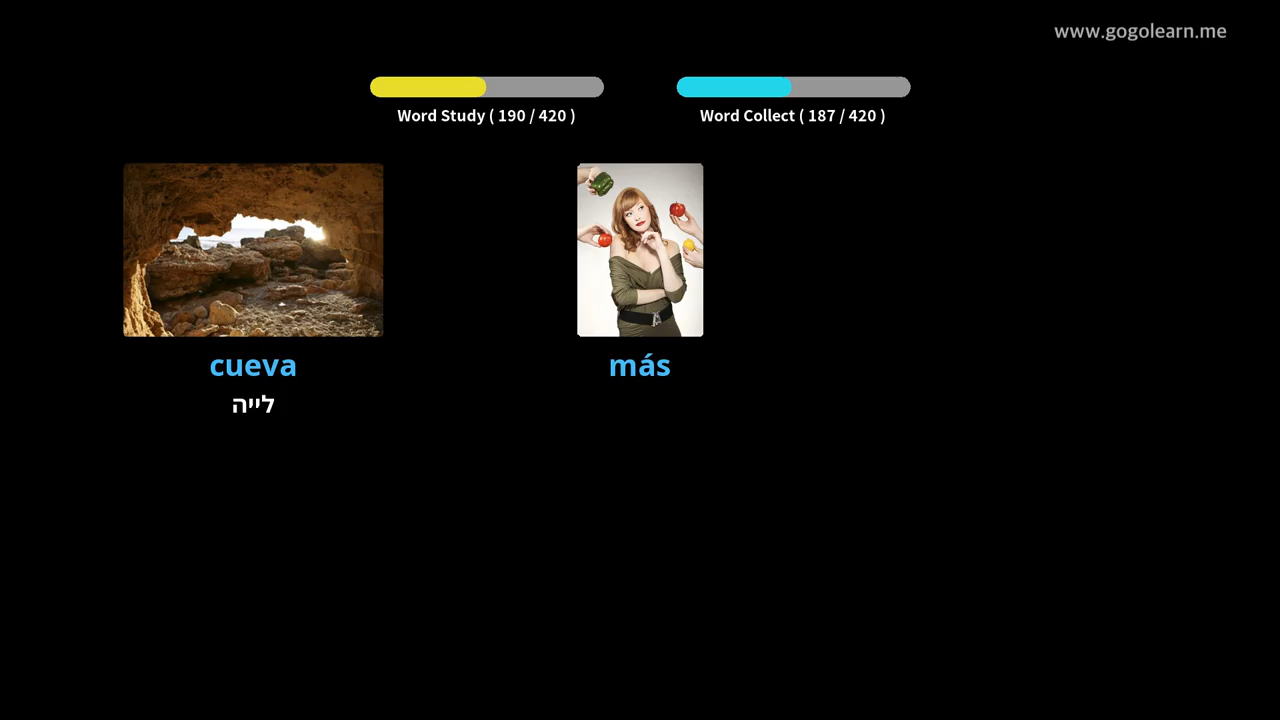 www.gogolearn.me
Word Study ( 190 / 420 )
Word Collect ( 187 / 420 )
cueva
más
לייה